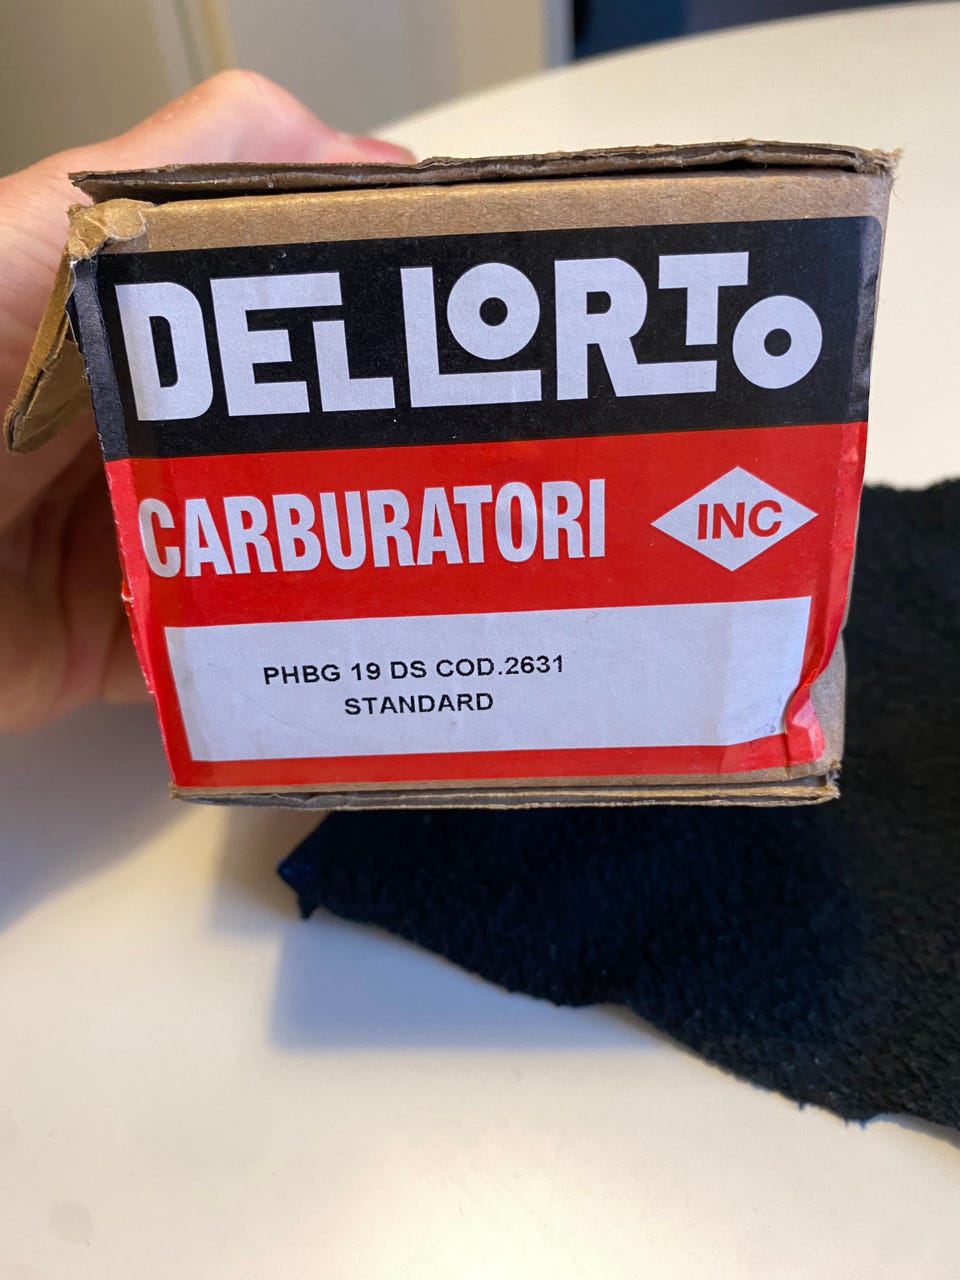 DELLORTO
CARBURATORI
INC
PHBG 19 DS COD.2631
STANDARD